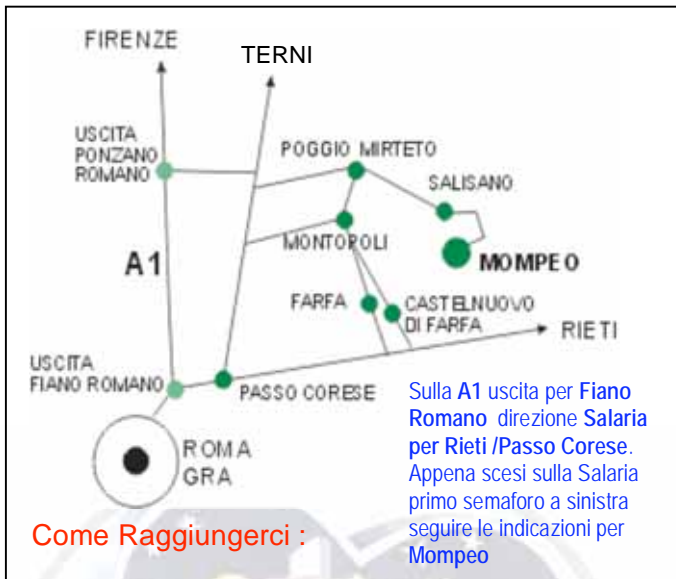 FIRENZE
TERNI
USCITA
PONZANO
ROMANO
POGGIO MIRTETO
SALISANO
A1
MONTOPOLI
MOMPEO
FARFA
CASTELNUOVO
DI FARFA
RIETI
USCITA
FIANO ROMANO
PASSO CORESE
ROMA
GRA
Sulla A1 uscita per Fiano
Romano direzione Salaria
per Rieti /Passo Corese.
Appena scesi sulla Salaria
primo semaforo a sinistra
seguire le indicazioni per
Mompeo
Come Raggiungerci :